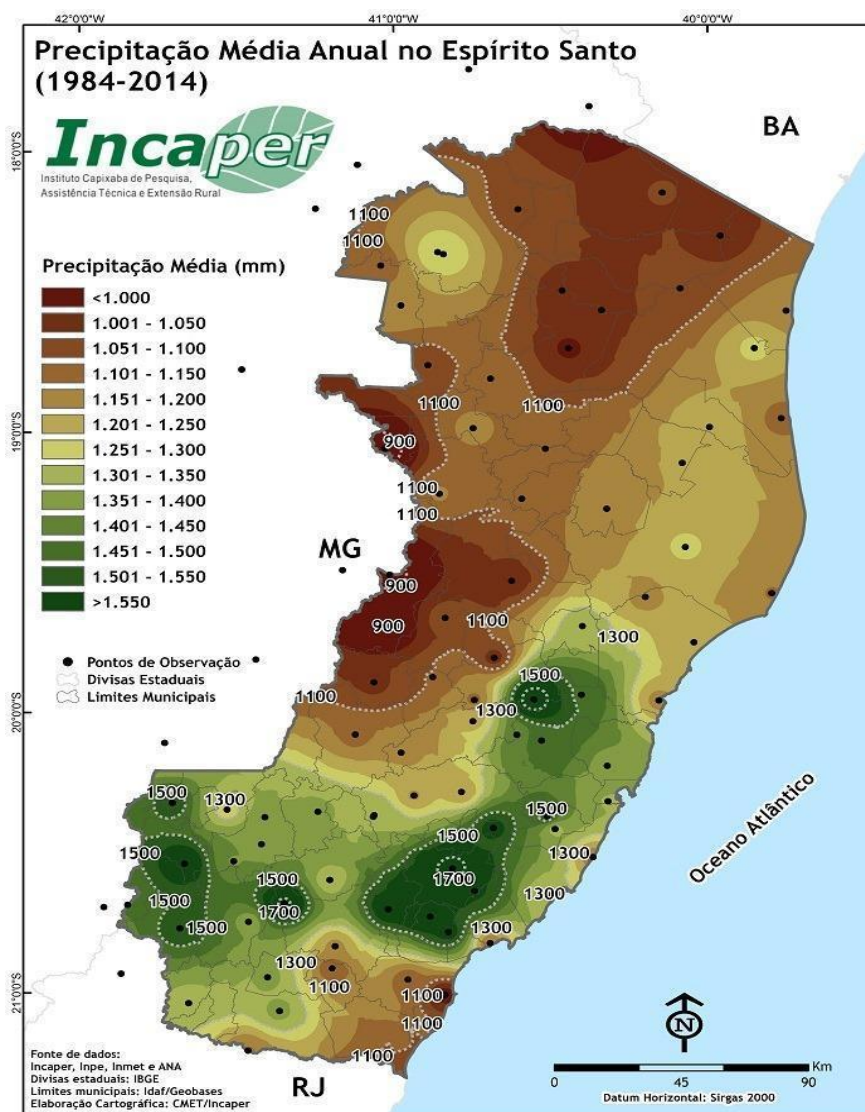 42°0'0"W
41°0'0"W
40°0'0"W
Precipitação Média Anual no Espírito Santo
(1984-2014)
BA
18°0'0"S
Incaper
Instituto Capixaba de Pesquisa,
Assistência Técnica e Extensão Rural
1100
1100
Precipitação Média (mm)
<1.000
1.001 - 1.050
1.051 - 1.100
1.101 - 1.150
1.151 - 1.200
1.201 - 1.250
1.251 - 1.300
1.301 - 1.350
1.351 - 1.400
1.401 - 1.450
1.451 - 1.500
1.501 - 1.550
>1.550
1100
1100
19°0'0"S
900
1100
1100
MG
900
900
1100
Pontos de Observação
Divisas Estaduais
Limites Municipais
1300
1500
1100
1300
20°0'0"S
1500
1300
1500
1500
1300
1500
1700
1500
1300
1500
1700
1500
1300
1300
1300
1100
1100
1100
1100
21°0'0"S
Oceano Atlântico
N
Km
0
45
90
Datum Horizontal: Sirgas 2000
Fonte de dados:
Incaper, Inpe, Inmet e ANA
Divisas estaduais: IBGE
Limites municipais: Idaf/Geobases
Elaboração Cartográfica: CMET/Incaper
RJ